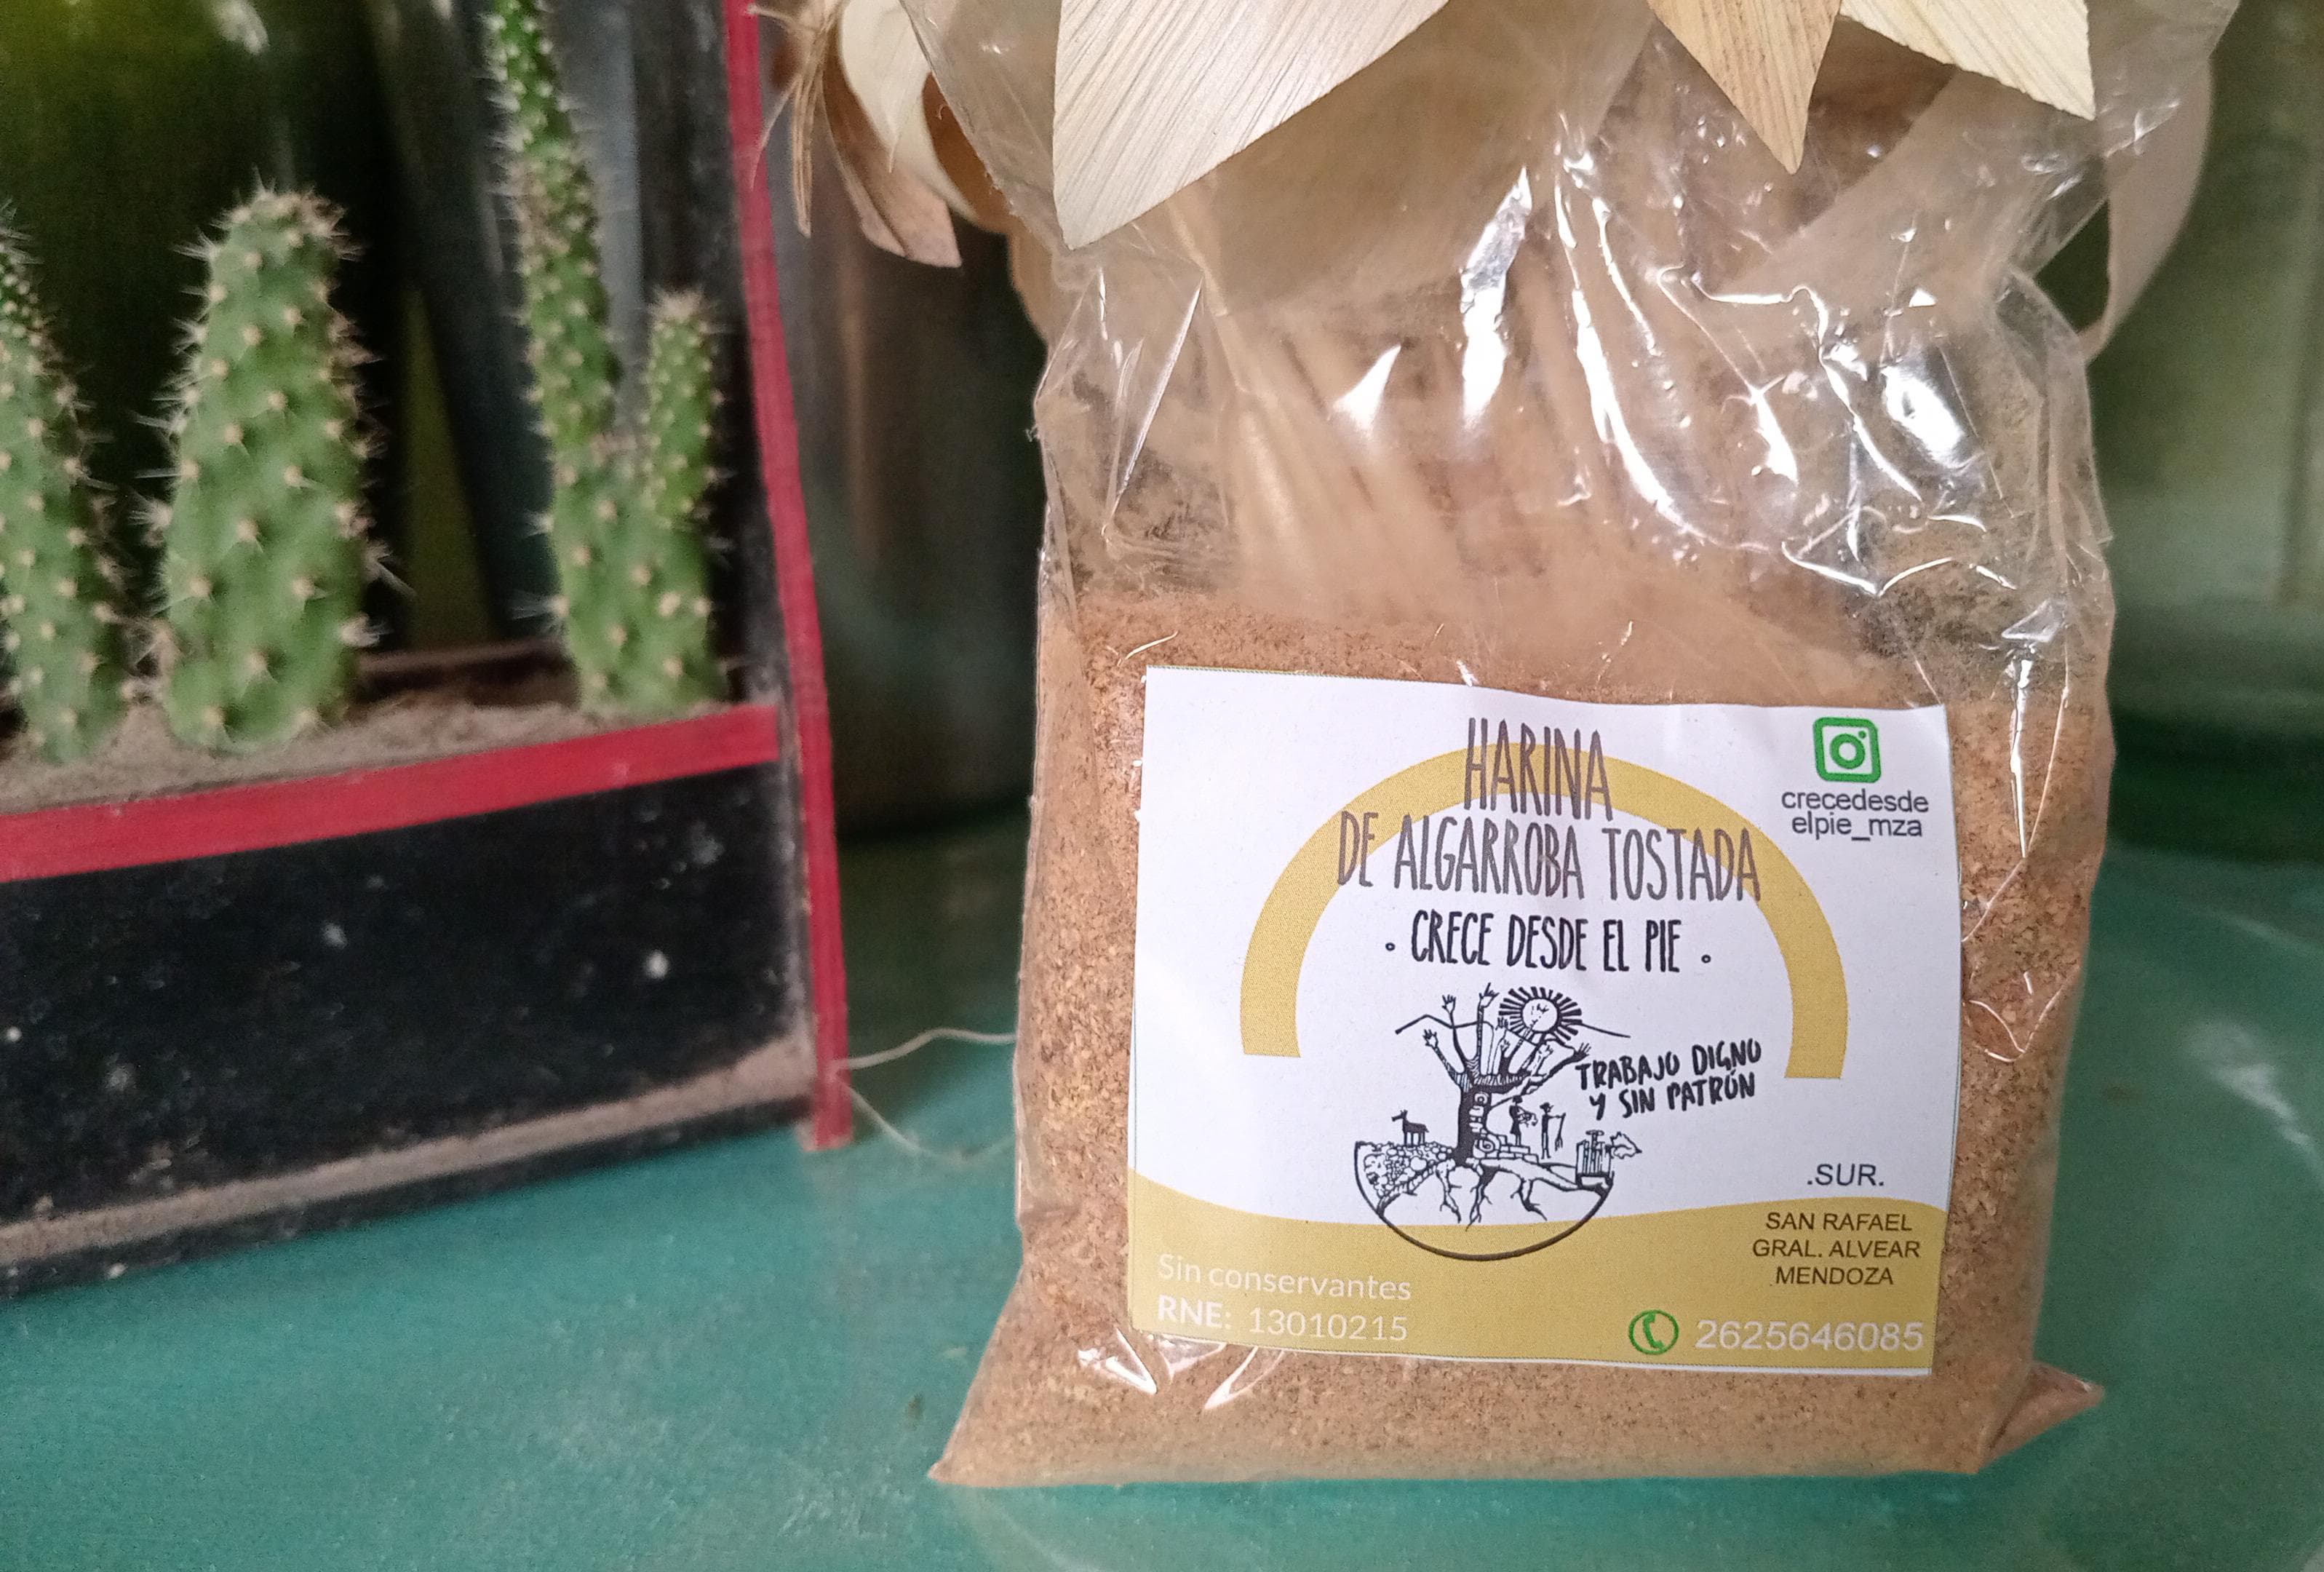 HARINA
DE ALGARROBA TOSTADA
· CRECE DESDE EL PIE ·
crecedesde
elpie_mza
TRABAJO DIGNO
Y SIN PATRÓN
.SUR.
SAN RAFAEL
GRAL. ALVEAR
MENDOZA
Sin conservantes
RNE: 13010215
2625646085